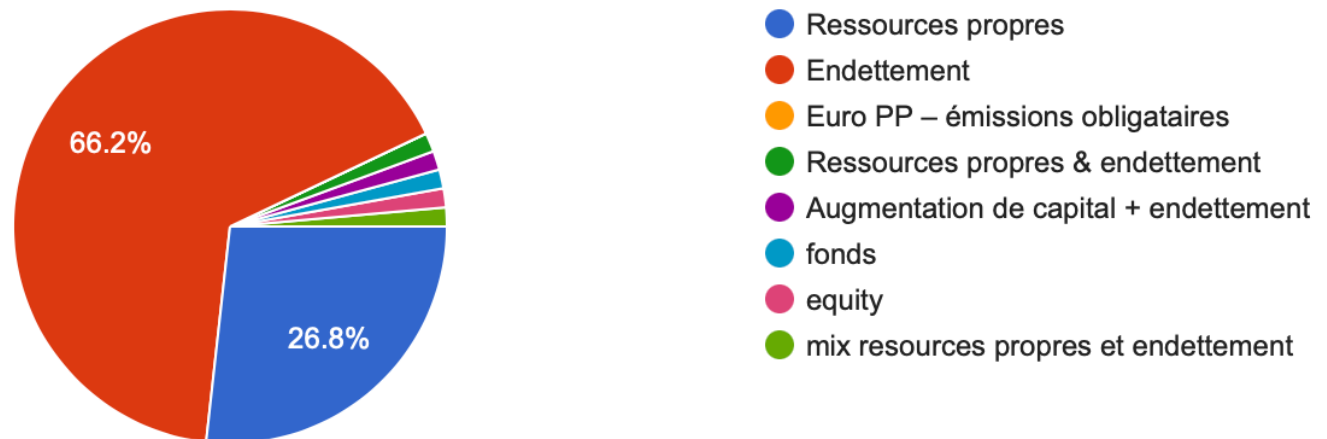 66.2%
26.8%
Ressources propres
Endettement
Euro PP – émissions obligataires
Ressources propres & endettement
Augmentation de capital + endettement
fonds
equity
mix resources propres et endettement